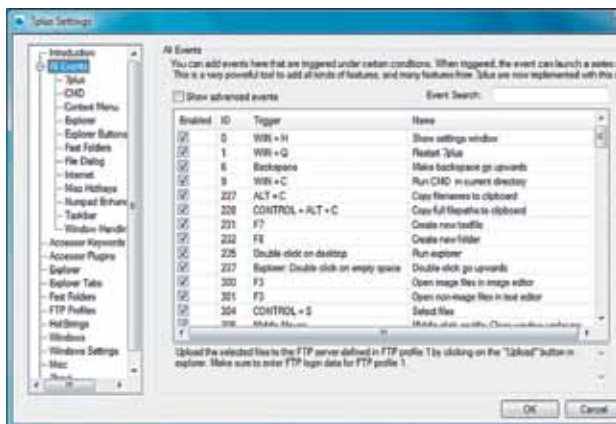 7plus Settings
Introduction
All Events
7plus
CMD
Context Menu
Explorer
Explorer Buttons
Fast Folders
File Dialog
Internet
Misc Hotkeys
Numpad Enhan
Taskbar
Window Handlin
Accessor Keywords
Accessor Plugins
Explorer
Explorer Tabs
Fast Folders
FTP Profiles
HotStrings
Windows
Windows Settings
Misc
All Events
You can add events here that are triggered under certain conditions. When triggered, the event can launch a series
This is a very powerful tool to add all kinds of features, and many features from 7plus are now implemented with this
Show advanced events
Event Search:
Enabled ID Trigger Name
0 WIN + H Show settings window
1 WIN + Q Restart 7plus
6 Backspace Make backspace go upwards
9 WIN + C Run CMD in current directory
227 ALT + C Copy filenames to clipboard
228 CONTROL + ALT + C Copy full filepaths to clipboard
231 F7 Create new textfile
232 F8 Create new folder
235 Double click on desktop Run explorer
237 Explorer: Double click on empty space Double click go upwards
300 F3 Open image files in image editor
301 F3 Open non-image files in text editor
304 CONTROL + S Select files
Upload the selected files to the FTP server defined in FTP profile 1 by clicking on the "Upload" button in
explorer. Make sure to enter FTP login data for FTP profile 1.
OK
Cancel